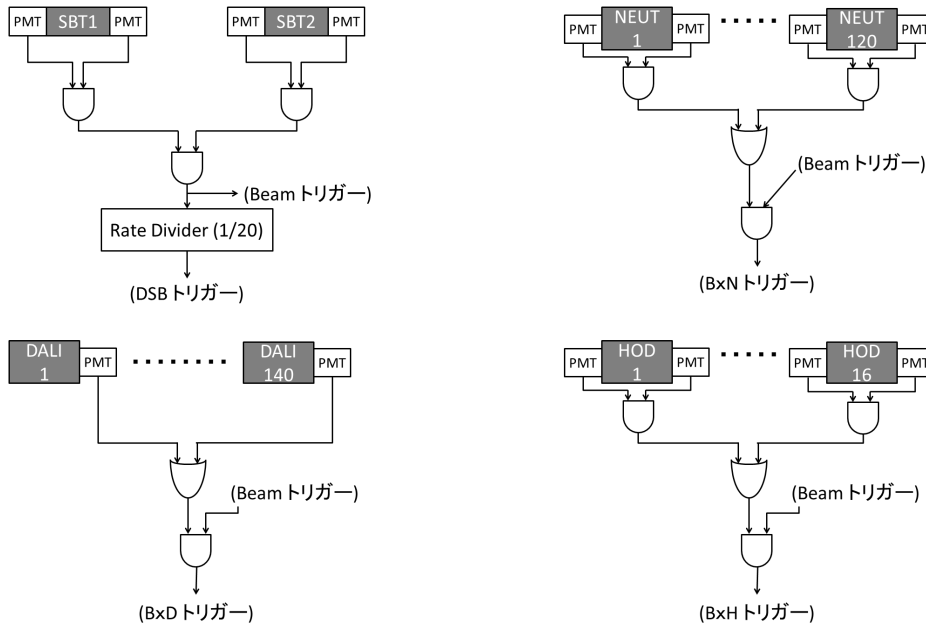 PMT SBT1 PMT
PMT SBT2 PMT
(Beam トリガー)
Rate Divider (1/20)
(DSB トリガー)
PMT NEUT 1 PMT
･････
PMT NEUT 120 PMT
(Beam トリガー)
(BxN トリガー)
DALI 1 PMT
････････
DALI 140 PMT
(Beam トリガー)
(BxD トリガー)
PMT HOD 1 PMT
･････
PMT HOD 16 PMT
(Beam トリガー)
(BxH トリガー)